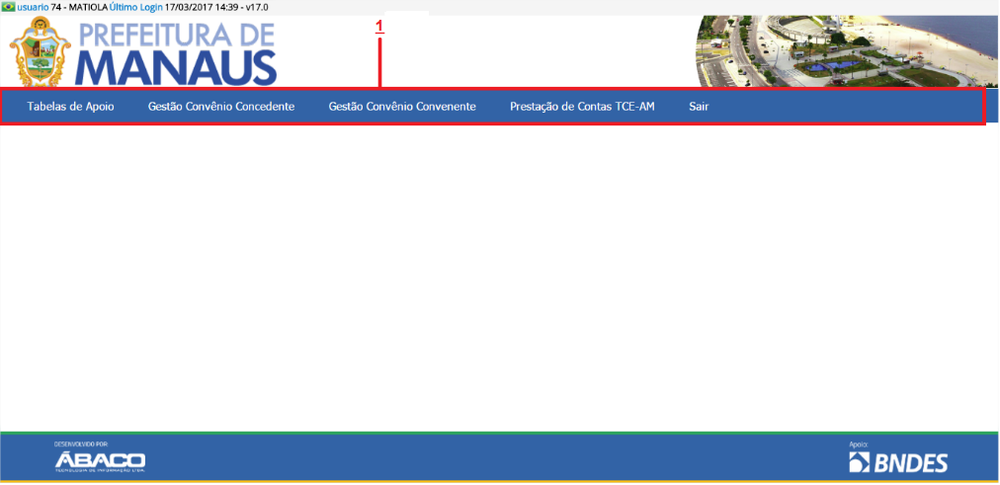 usuario 74 - MATIOLA Último Login 17/03/2017 14:39 - v17.0
1
PREFEITURA DE
MANAUS
Tabelas de Apoio Gestão Convênio Concedente Gestão Convênio Convenente Prestação de Contas TCE-AM Sair
DESENVOLVIDO POR:
ÁBACO
TECNOLOGIA DE INFORMAÇÃO LTDA.
Apoio:
BNDES